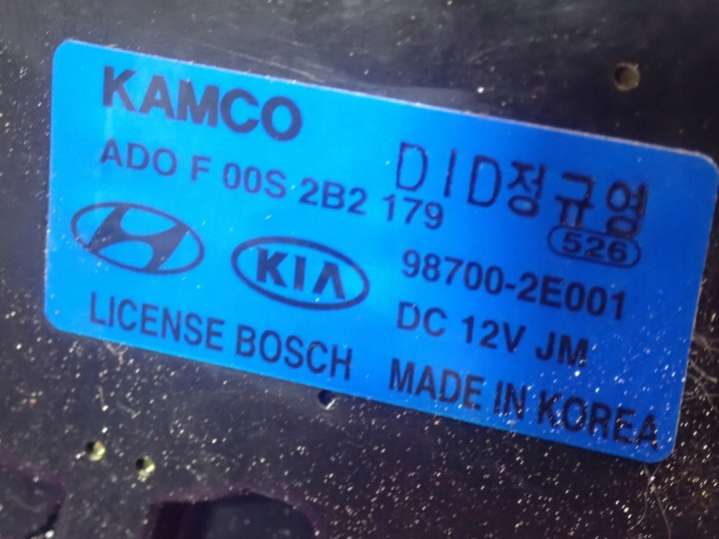 KAMCO
ADO F 00S 2B2 179
DID정규영
526
KIA
98700-2E001
DC 12V JM
LICENSE BOSCH
MADE IN KOREA